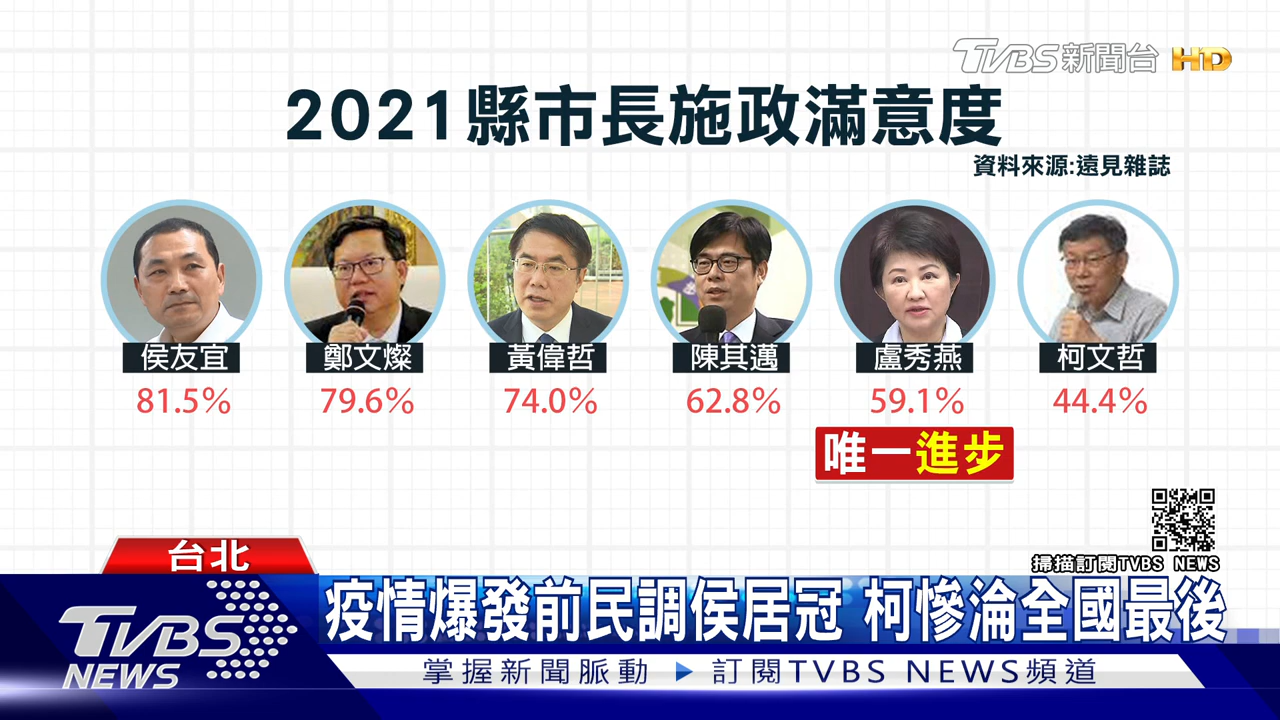 TVBS新聞台 HD
2021縣市長施政滿意度
資料來源:遠見雜誌
侯友宜 鄭文燦 黃偉哲 陳其邁 盧秀燕 柯文哲
81.5% 79.6% 74.0% 62.8% 59.1% 44.4%
唯一進步
掃描訂閱TVBS NEWS
台北
疫情爆發前民調侯居冠 柯慘淪全國最後
TVBS NEWS
掌握新聞脈動 ▶ 訂閱TVBS NEWS頻道